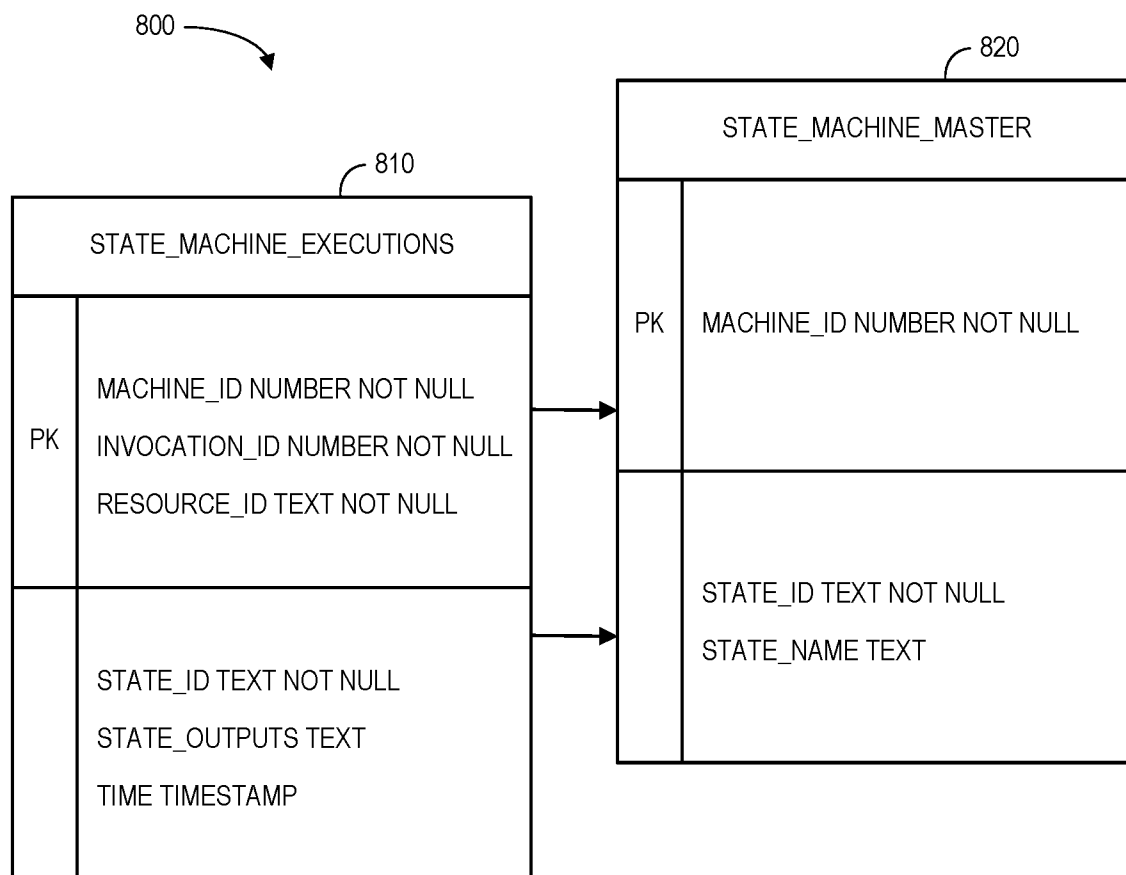 800
810
STATE_MACHINE_EXECUTIONS
PK
MACHINE_ID NUMBER NOT NULL
INVOCATION_ID NUMBER NOT NULL
RESOURCE_ID TEXT NOT NULL
STATE_ID TEXT NOT NULL
STATE_OUTPUTS TEXT
TIME TIMESTAMP
820
STATE_MACHINE_MASTER
PK
MACHINE_ID NUMBER NOT NULL
STATE_ID TEXT NOT NULL
STATE_NAME TEXT